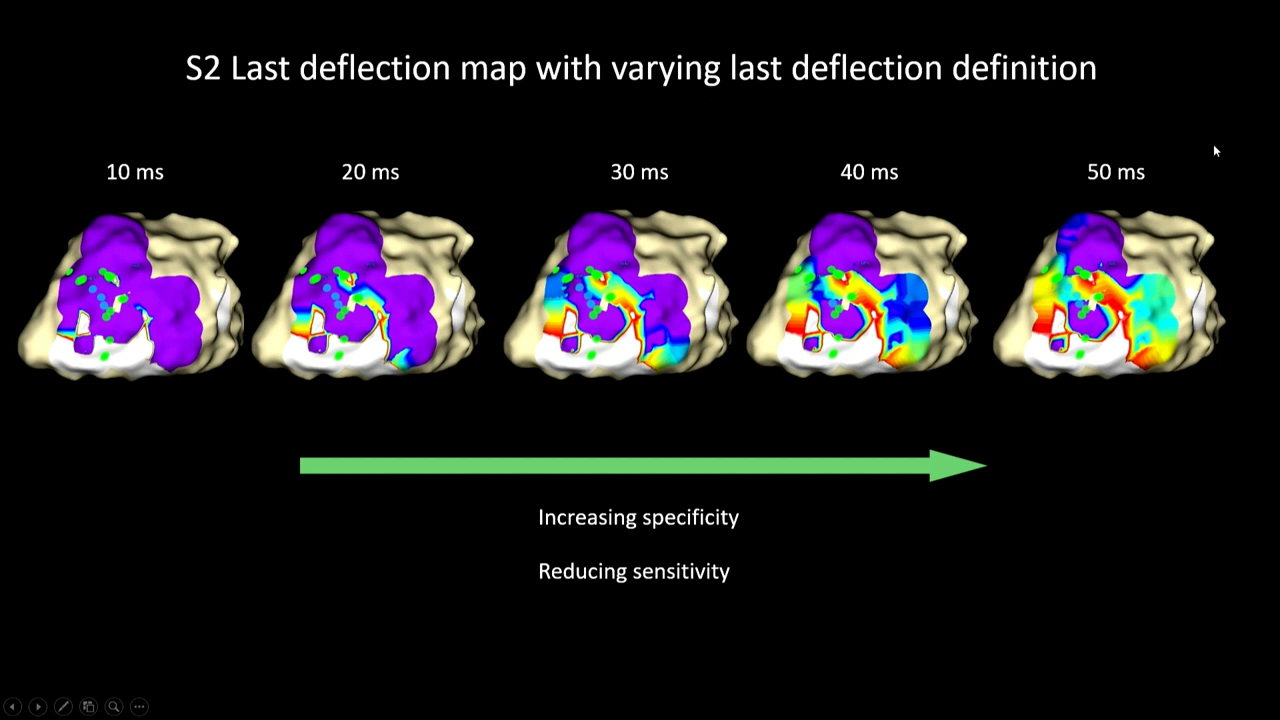 S2 Last deflection map with varying last deflection definition
10 ms
20 ms
30 ms
40 ms
50 ms
Increasing specificity
Reducing sensitivity